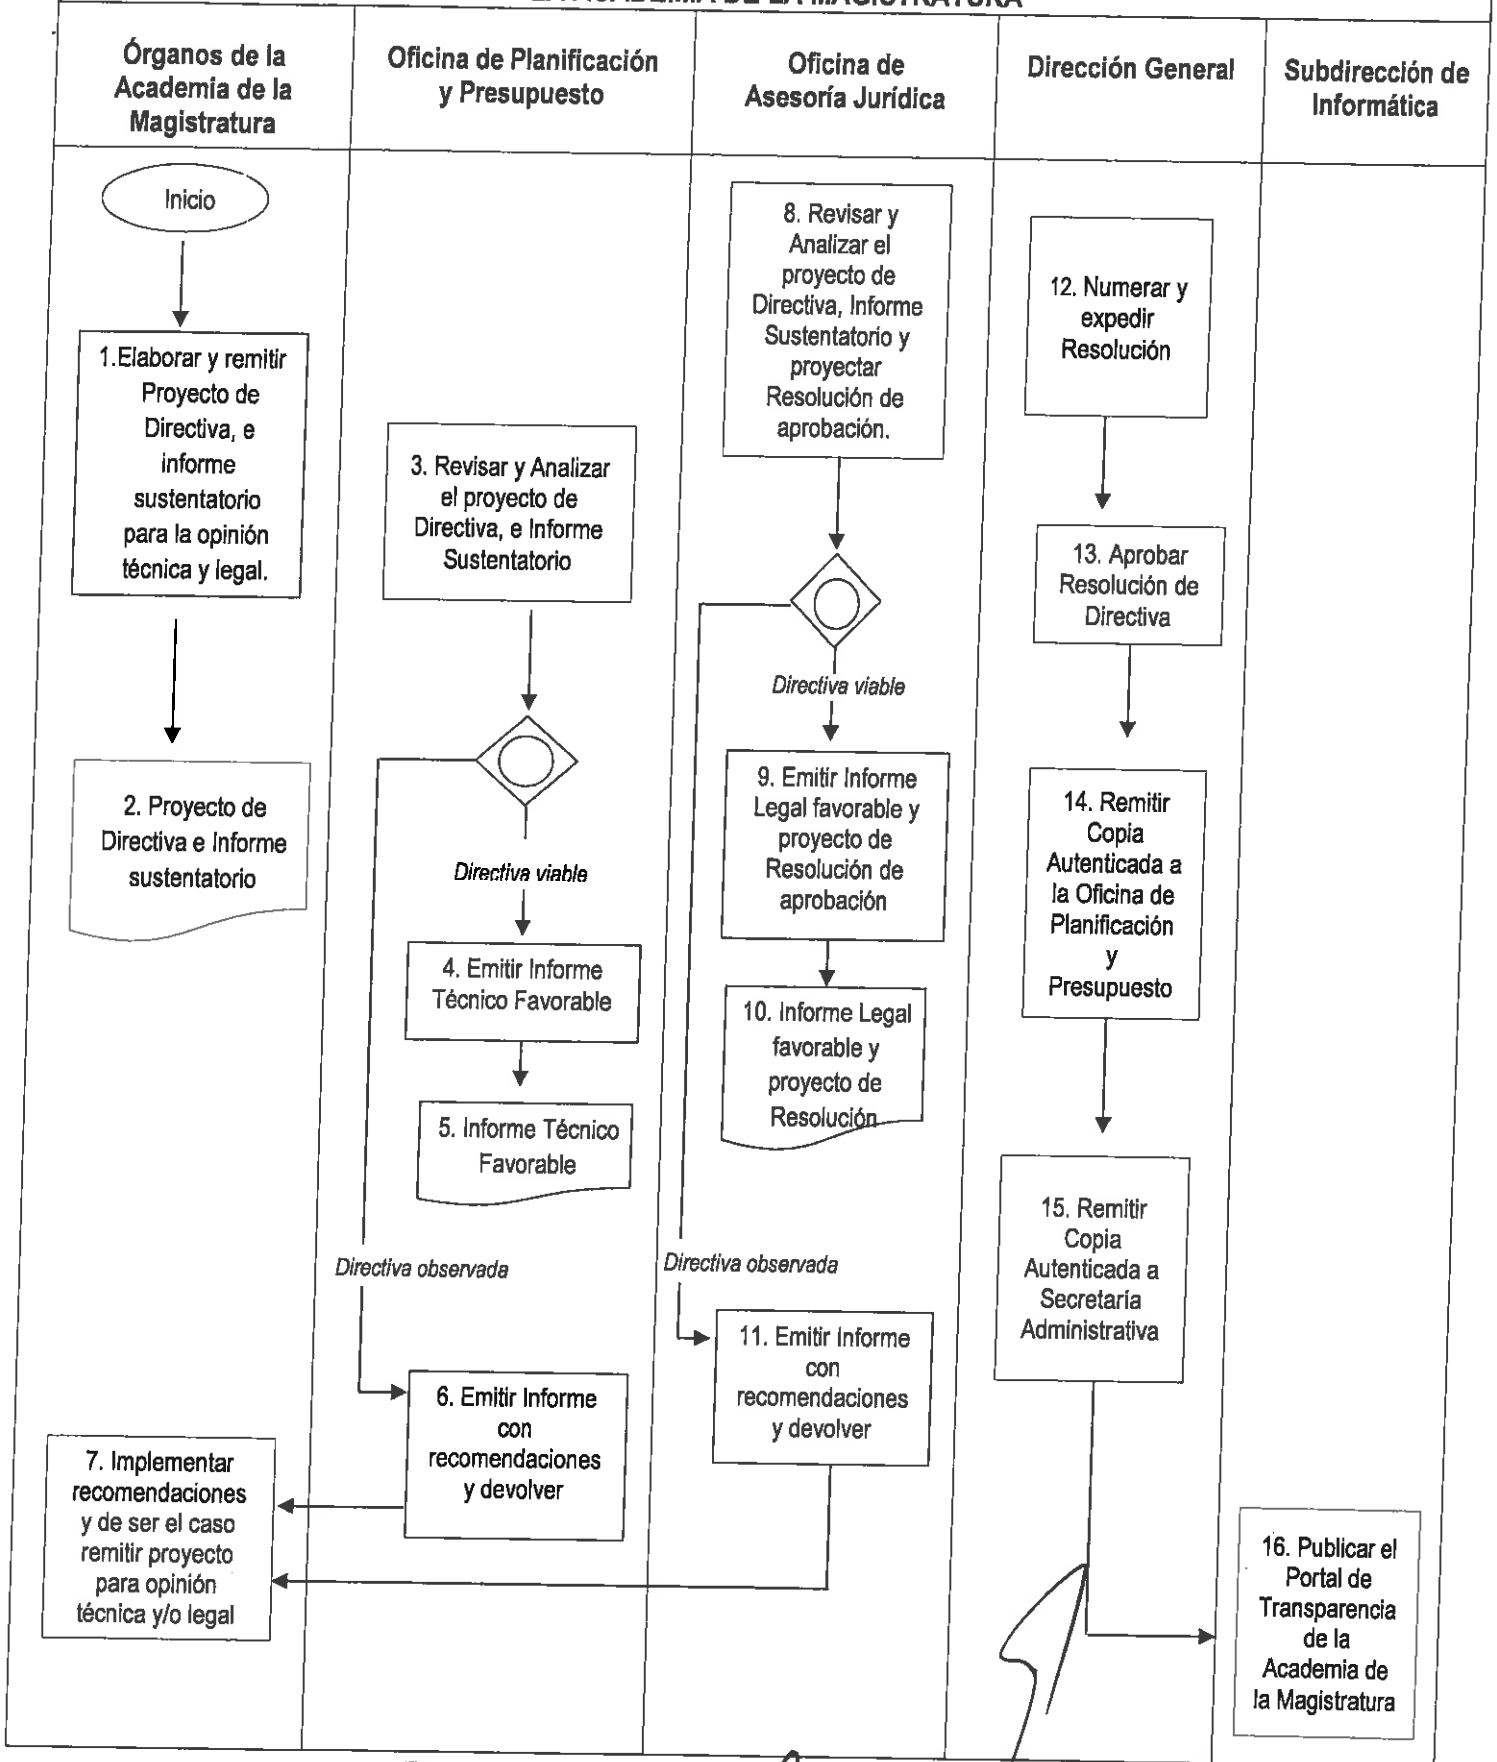 LA ACADEMIA DE LA MAGISTRATURA
Órganos de la
Academia de la
Magistratura
Oficina de Planificación
y Presupuesto
Oficina de
Asesoría Jurídica
Dirección General
Subdirección de
Informática
Inicio
1.Elaborar y remitir
Proyecto de
Directiva, e
informe
sustentatorio
para la opinión
técnica y legal.
2. Proyecto de
Directiva e Informe
sustentatorio
3. Revisar y Analizar
el proyecto de
Directiva, e Informe
Sustentatorio
Directiva viable
4. Emitir Informe
Técnico Favorable
5. Informe Técnico
Favorable
Directiva observada
6. Emitir Informe
con
recomendaciones
y devolver
7. Implementar
recomendaciones
y de ser el caso
remitir proyecto
para opinión
técnica y/o legal
8. Revisar y
Analizar el
proyecto de
Directiva, Informe
Sustentatorio y
proyectar
Resolución de
aprobación.
Directiva viable
9. Emitir Informe
Legal favorable y
proyecto de
Resolución de
aprobación
10. Informe Legal
favorable y
proyecto de
Resolución
Directiva observada
11. Emitir Informe
con
recomendaciones
y devolver
12. Numerar y
expedir
Resolución
13. Aprobar
Resolución de
Directiva
14. Remitir
Copia
Autenticada a
la Oficina de
Planificación
y
Presupuesto
15. Remitir
Copia
Autenticada a
Secretaría
Administrativa
16. Publicar el
Portal de
Transparencia
de la
Academia de
la Magistratura